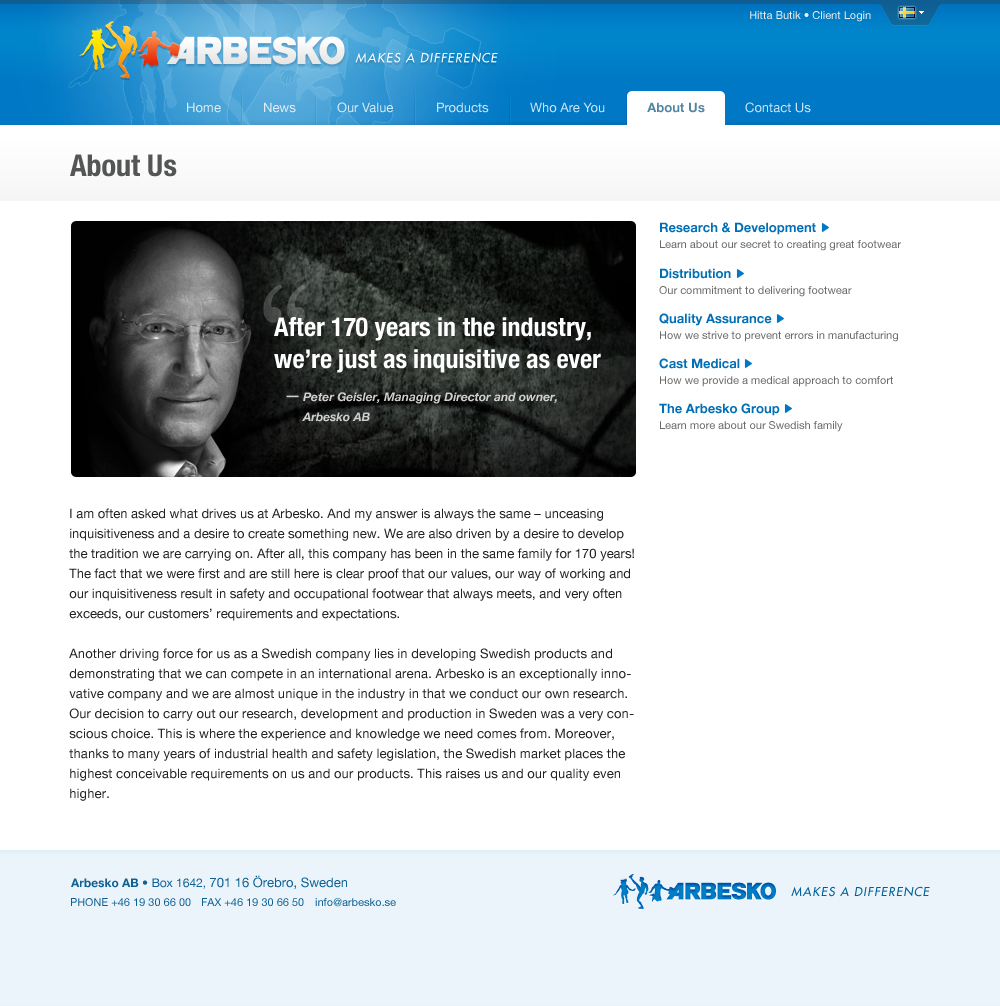 Hitta Butik • Client Login
ARBESKO MAKES A DIFFERENCE
Home News Our Value Products Who Are You About Us Contact Us
About Us
“
After 170 years in the industry,
we’re just as inquisitive as ever
— Peter Geisler, Managing Director and owner,
Arbesko AB
Research & Development
Learn about our secret to creating great footwear
Distribution
Our commitment to delivering footwear
Quality Assurance
How we strive to prevent errors in manufacturing
Cast Medical
How we provide a medical approach to comfort
The Arbesko Group
Learn more about our Swedish family
I am often asked what drives us at Arbesko. And my answer is always the same – unceasing
inquisitiveness and a desire to create something new. We are also driven by a desire to develop
the tradition we are carrying on. After all, this company has been in the same family for 170 years!
The fact that we were first and are still here is clear proof that our values, our way of working and
our inquisitiveness result in safety and occupational footwear that always meets, and very often
exceeds, our customers’ requirements and expectations.
Another driving force for us as a Swedish company lies in developing Swedish products and
demonstrating that we can compete in an international arena. Arbesko is an exceptionally inno-
vative company and we are almost unique in the industry in that we conduct our own research.
Our decision to carry out our research, development and production in Sweden was a very con-
scious choice. This is where the experience and knowledge we need comes from. Moreover,
thanks to many years of industrial health and safety legislation, the Swedish market places the
highest conceivable requirements on us and our products. This raises us and our quality even
higher.
Arbesko AB • Box 1642, 701 16 Örebro, Sweden
PHONE +46 19 30 66 00 FAX +46 19 30 66 50 info@arbesko.se
ARBESKO MAKES A DIFFERENCE